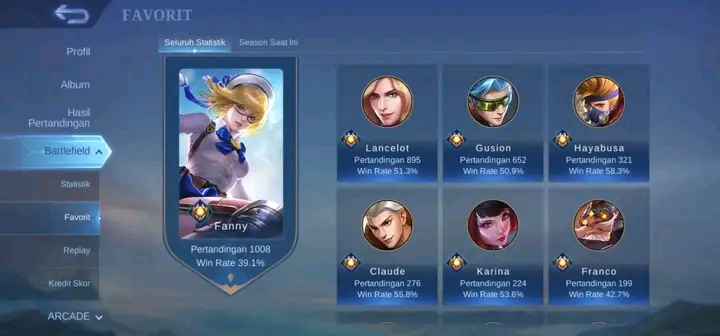 FAVORIT
Profil
Album
Hasil
Pertandingan
Battlefield
Statistik
Favorit
Replay
Kredit Skor
ARCADE
Seluruh Statistik
Season Saat Ini
Fanny
Pertandingan 1008
Win Rate 39.1%
Lancelot
Pertandingan 895
Win Rate 51.3%
Gusion
Pertandingan 652
Win Rate 50.9%
Hayabusa
Pertandingan 321
Win Rate 58.3%
Claude
Pertandingan 276
Win Rate 55.8%
Karina
Pertandingan 224
Win Rate 53.6%
Franco
Pertandingan 199
Win Rate 42.7%